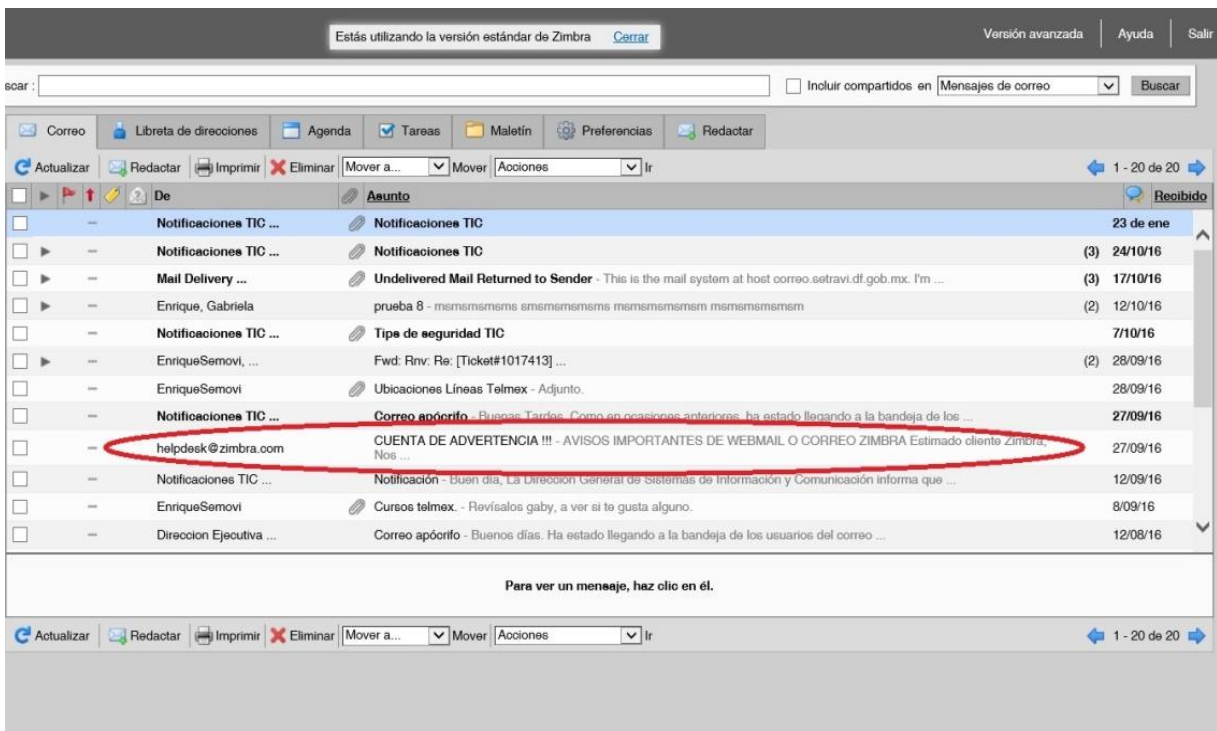 Estás utilizando la versión estándar de Zimbra Cerrar Versión avanzada Ayuda Salir
scar : Incluir compartidos en Mensajes de correo Buscar
Correo Libreta de direcciones Agenda Tareas Maletín Preferencias Redactar
Actualizar Redactar Imprimir Eliminar Mover a... Mover Acciones Ir 1 - 20 de 20
De Asunto Recibido
Notificaciones TIC ... Notificaciones TIC 23 de ene
Notificaciones TIC ... Notificaciones TIC (3) 24/10/16
Mail Delivery ... Undelivered Mail Returned to Sender - This is the mail system at host correo.setravi.df.gob.mx. I'm ... (3) 17/10/16
Enrique, Gabriela prueba 8 - msmsmsmsms smsmsmsmsms msmsmsmsmsm msmsmsmsmsm (2) 12/10/16
Notificaciones TIC ... Tips de seguridad TIC 7/10/16
EnriqueSemovi, ... Fwd: Rnv: Re: [Ticket#1017413] ... (2) 28/09/16
EnriqueSemovi Ubicaciones Líneas Telmex - Adjunto. 28/09/16
Notificaciones TIC ... Correo apócrifo - Buenas Tardes, Como en ocasiones anteriores, ha estado llegando a la bandeja de los ... 27/09/16
helpdesk@zimbra.com CUENTA DE ADVERTENCIA !!! - AVISOS IMPORTANTES DE WEBMAIL O CORREO ZIMBRA Estimado cliente Zimbra,
Nos ... 27/09/16
Notificaciones TIC ... Notificación - Buen día, La Dirección General de Sistemas de Información y Comunicación informa que ... 12/09/16
EnriqueSemovi Cursos telmex. - Revísalos gaby, a ver si te gusta alguno. 8/09/16
Direccion Ejecutiva ... Correo apócrifo - Buenos días. Ha estado llegando a la bandeja de los usuarios del correo ... 12/08/16
Para ver un mensaje, haz clic en él.
Actualizar Redactar Imprimir Eliminar Mover a... Mover Acciones Ir 1 - 20 de 20